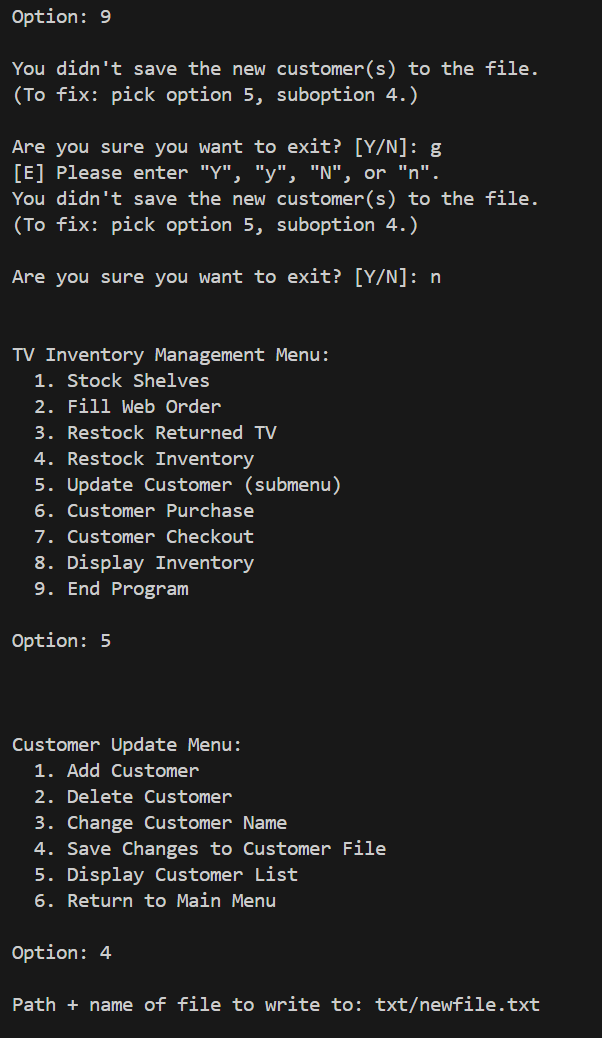 Option: 9
You didn't save the new customer(s) to the file.
(To fix: pick option 5, suboption 4.)
Are you sure you want to exit? [Y/N]: g
[E] Please enter "Y", "y", "N", or "n".
You didn't save the new customer(s) to the file.
(To fix: pick option 5, suboption 4.)
Are you sure you want to exit? [Y/N]: n
TV Inventory Management Menu:
1. Stock Shelves
2. Fill Web Order
3. Restock Returned TV
4. Restock Inventory
5. Update Customer (submenu)
6. Customer Purchase
7. Customer Checkout
8. Display Inventory
9. End Program
Option: 5
Customer Update Menu:
1. Add Customer
2. Delete Customer
3. Change Customer Name
4. Save Changes to Customer File
5. Display Customer List
6. Return to Main Menu
Option: 4
Path + name of file to write to: txt/newfile.txt